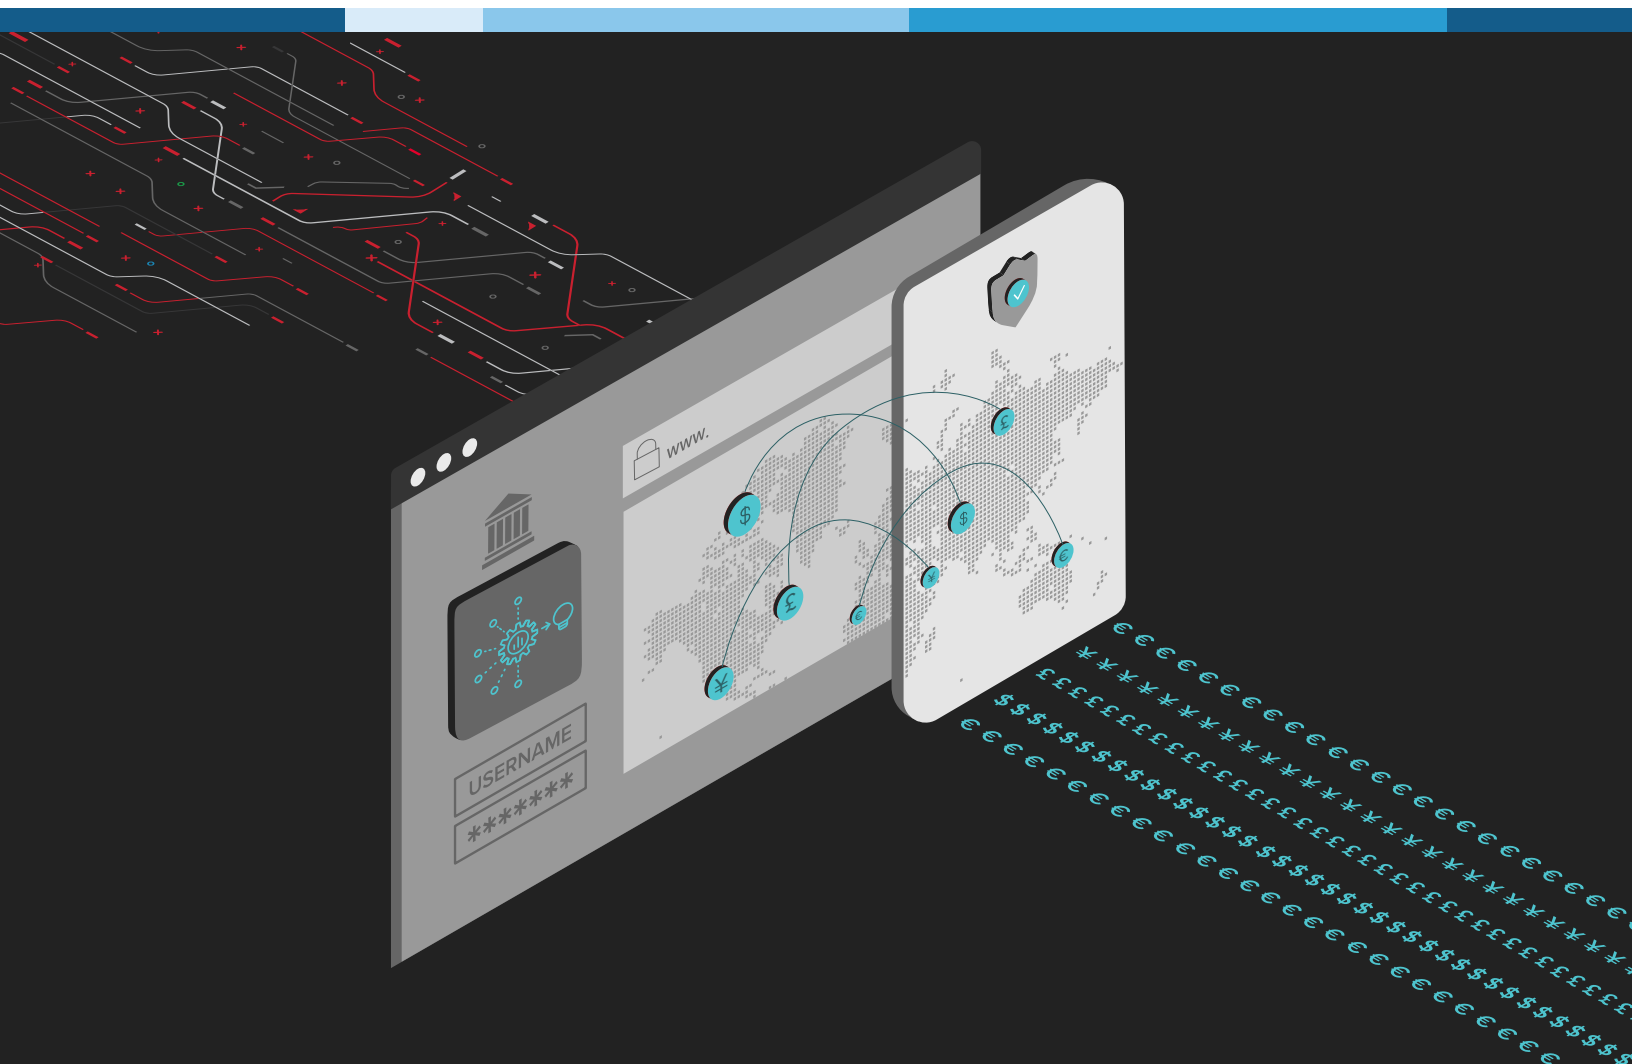 www.
$
£
$
€
£
¥
€
¥
USERNAME
*******
€ € € € € € € € € € € € € € € € € € € € € € € €
¥ ¥ ¥ ¥ ¥ ¥ ¥ ¥ ¥ ¥ ¥ ¥ ¥ ¥ ¥ ¥ ¥ ¥ ¥ ¥ ¥ ¥ ¥ ¥ ¥ ¥ ¥ ¥
£ £ £ £ £ £ £ £ £ £ £ £ £ £ £ £ £ £ £ £ £ £ £ £ £ £ £ £ £ £ £ £ £ £ £ £ £ £
$ $ $ $ $ $ $ $ $ $ $ $ $ $ $ $ $ $ $ $ $ $ $ $ $ $ $ $ $ $ $ $ $ $ $ $ $ $ $ $
€ € € € € € € € € € € € € € € € € € € € € € € € € € € €